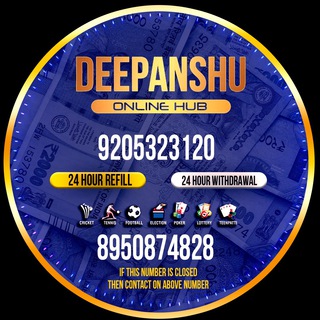 DEEPANSHU
ONLINE HUB
9205323120
24 HOUR REFILL
24 HOUR WITHDRAWAL
CRICKET TENNIS FOOTBALL ELECTION POKER LOTTERY TEENPATTI
8950874828
IF THIS NUMBER IS CLOSED
THEN CONTACT ON ABOVE NUMBER